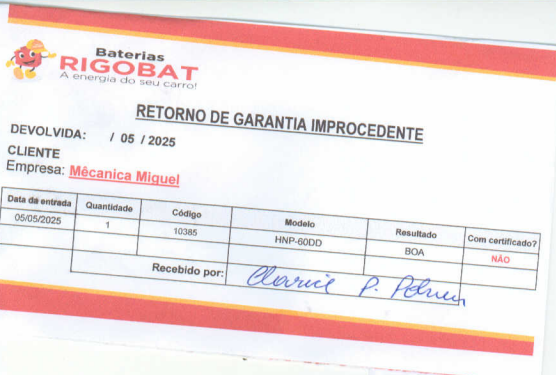 Baterias
RIGOBAT
A energia do seu carro!
RETORNO DE GARANTIA IMPROCEDENTE
DEVOLVIDA: / 05 / 2025
CLIENTE
Empresa: Mêcanica Miguel
Data da entrada Quantidade Código Modelo Resultado Com certificado?
05/05/2025 1 10385 HNP-60DD BOA NÃO
Recebido por: Clarice P.